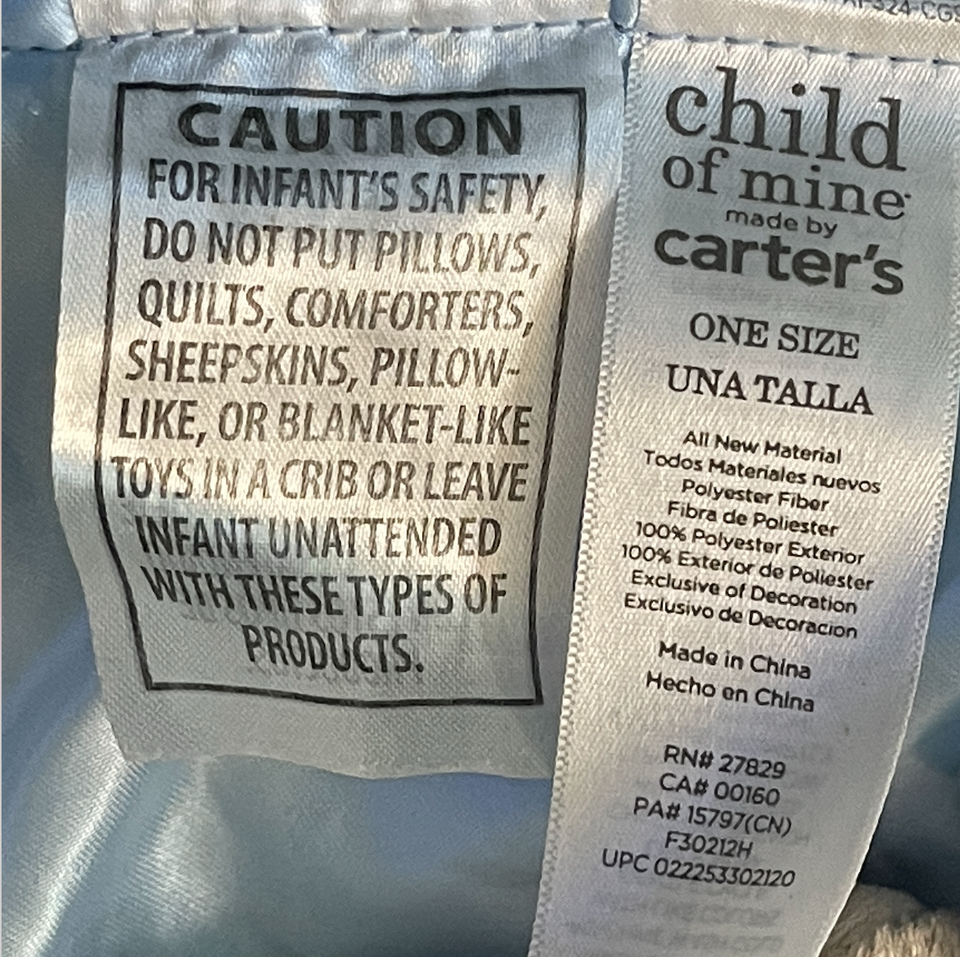 CAUTION
FOR INFANT'S SAFETY,
DO NOT PUT PILLOWS,
QUILTS, COMFORTERS,
SHEEPSKINS, PILLOW-
LIKE, OR BLANKET-LIKE
TOYS IN A CRIB OR LEAVE
INFANT UNATTENDED
WITH THESE TYPES OF
PRODUCTS.
child
of mine
made by
carter's
ONE SIZE
UNA TALLA
All New Material
Todos Materiales nuevos
Polyester Fiber
Fibra de Poliester
100% Polyester Exterior
100% Exterior de Poliester
Exclusive of Decoration
Exclusivo de Decoracion
Made in China
Hecho en China
RN# 27829
CA# 00160
PA# 15797(CN)
F30212H
UPC 022253302120